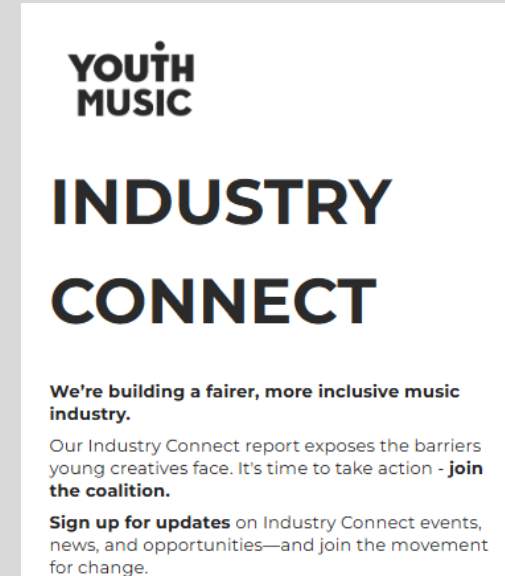 YOUTH
MUSIC
INDUSTRY
CONNECT
We're building a fairer, more inclusive music
industry.
Our Industry Connect report exposes the barriers
young creatives face. It's time to take action - join
the coalition.
Sign up for updates on Industry Connect events,
news, and opportunities—and join the movement
for change.